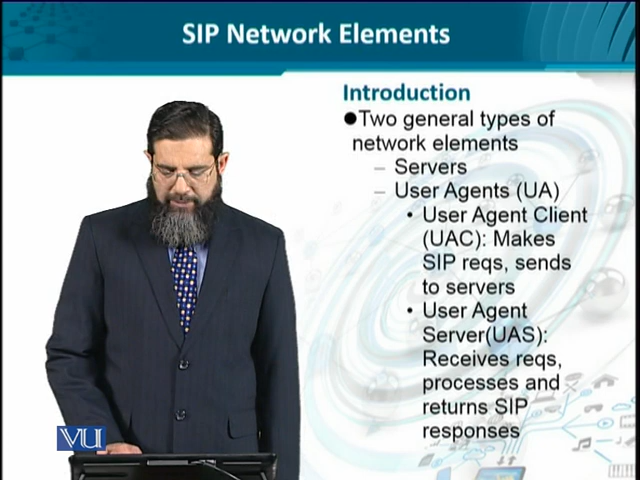 SIP Network Elements
Introduction
●Two general types of
network elements
– Servers
– User Agents (UA)
• User Agent Client
(UAC): Makes
SIP reqs, sends
to servers
• User Agent
Server(UAS):
Receives reqs,
processes and
returns SIP
responses
VU